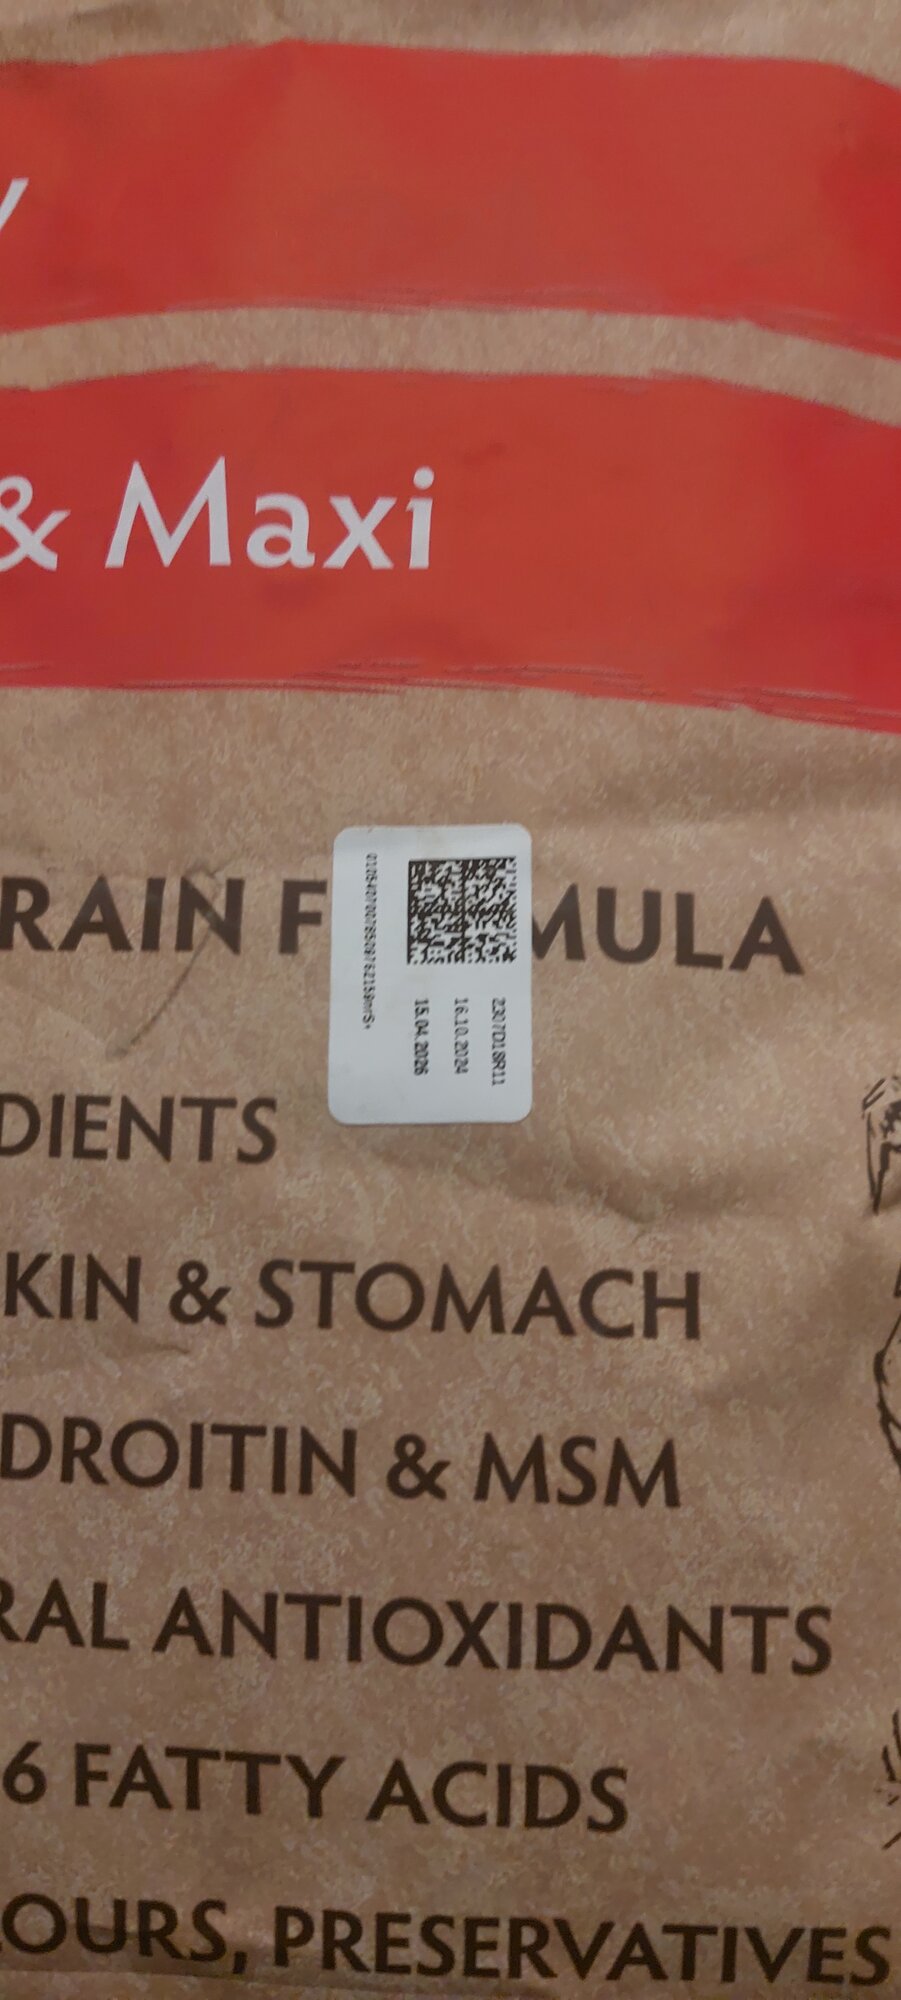 & Maxi
RAIN F MULA
2307D18R11
16.10.2024
15.04.2026
DIENTS
KIN & STOMACH
DROITIN & MSM
RAL ANTIOXIDANTS
6 FATTY ACIDS
OURS, PRESERVATIVES